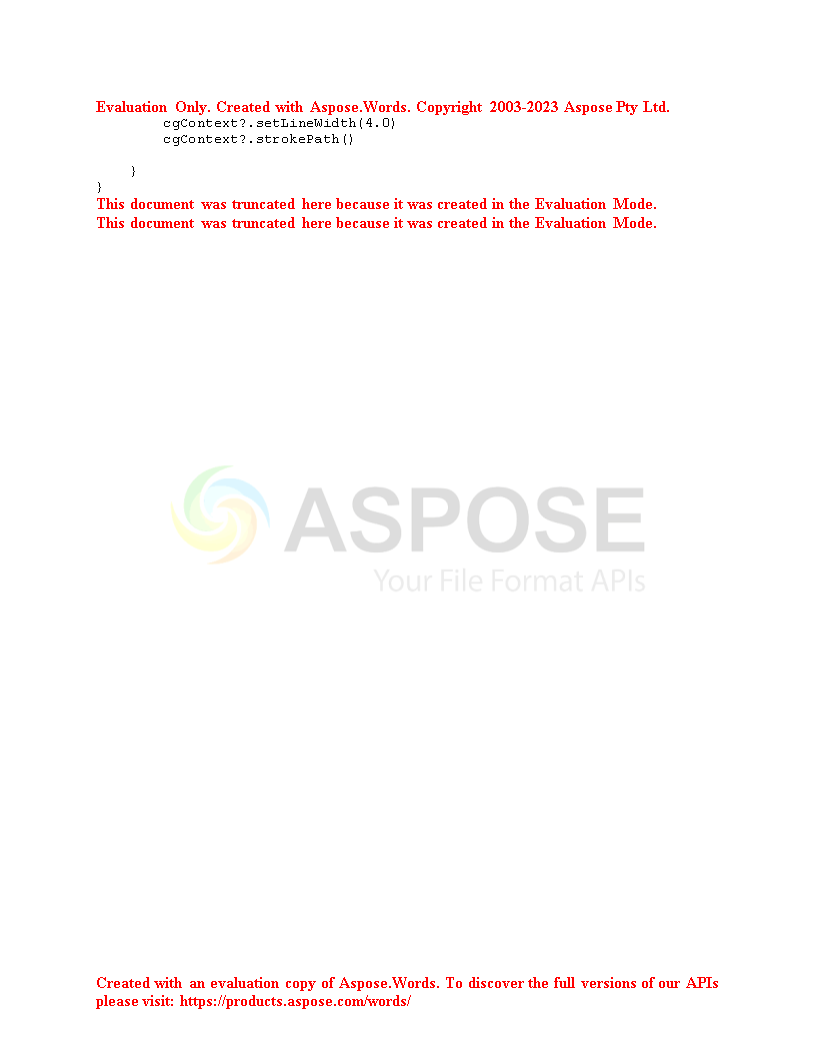 Evaluation Only. Created with Aspose.Words. Copyright 2003-2023 Aspose Pty Ltd.
cgContext?.setLineWidth(4.0)
cgContext?.strokePath()
}
}
This document was truncated here because it was created in the Evaluation Mode.
This document was truncated here because it was created in the Evaluation Mode.
ASPOSE
Your File Format APIs
Created with an evaluation copy of Aspose.Words. To discover the full versions of our APIs
please visit: https://products.aspose.com/words/